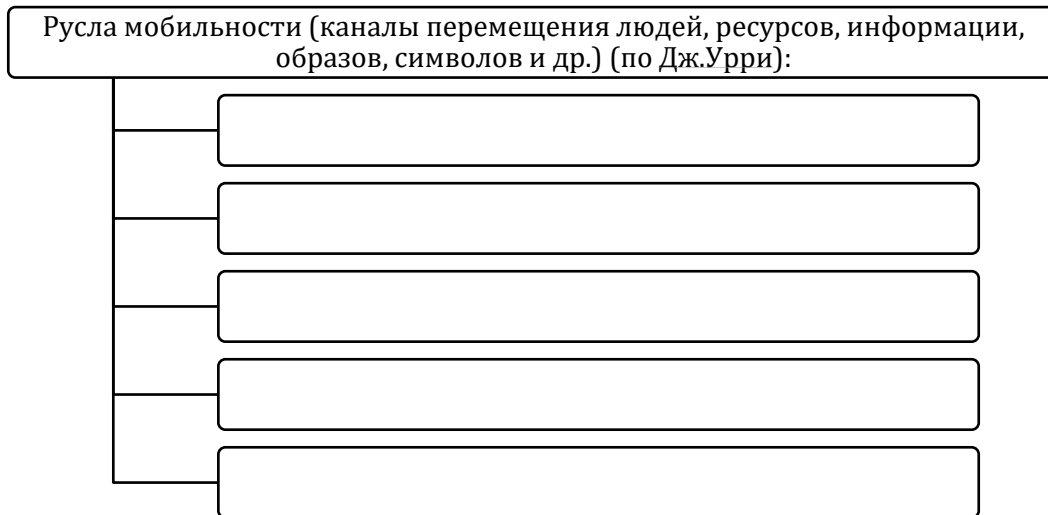 Русла мобильности (каналы перемещения людей, ресурсов, информации,
образов, символов и др.) (по Дж.Урри):